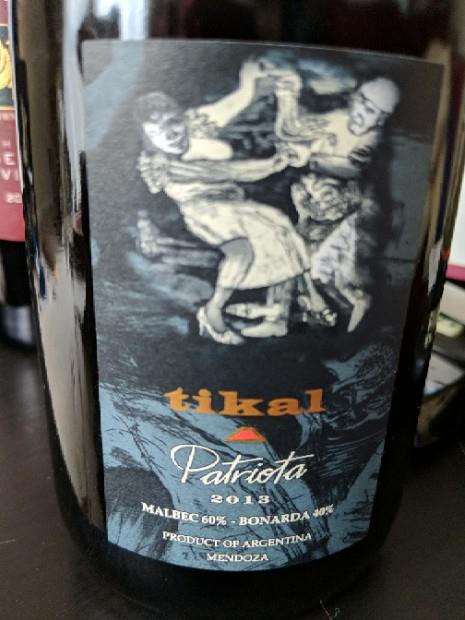 tikal
Patriota
2013
MALBEC 60% - BONARDA 40%
PRODUCT OF ARGENTINA
MENDOZA